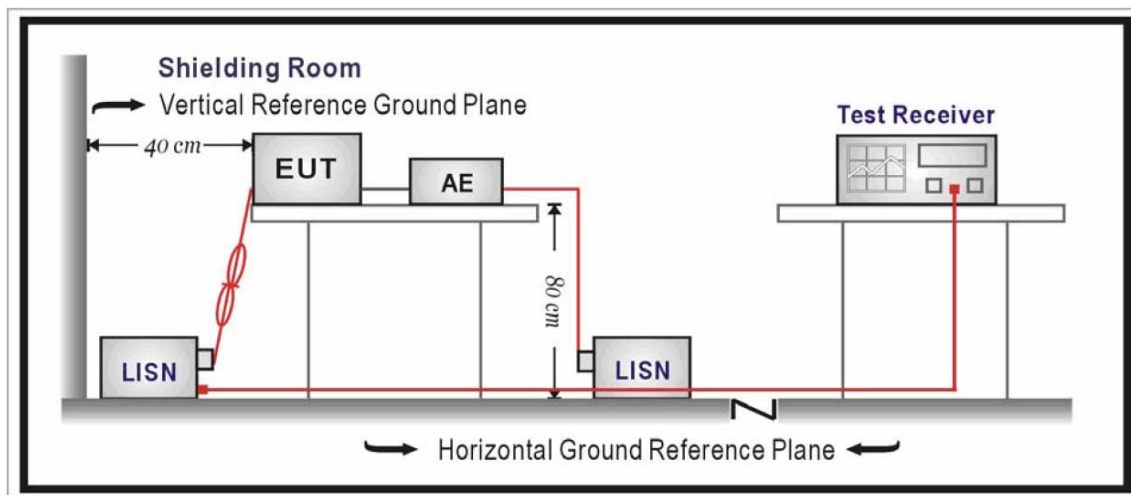 Shielding Room
Vertical Reference Ground Plane
Test Receiver
40 cm
EUT
AE
80 cm
LISN
LISN
Horizontal Ground Reference Plane